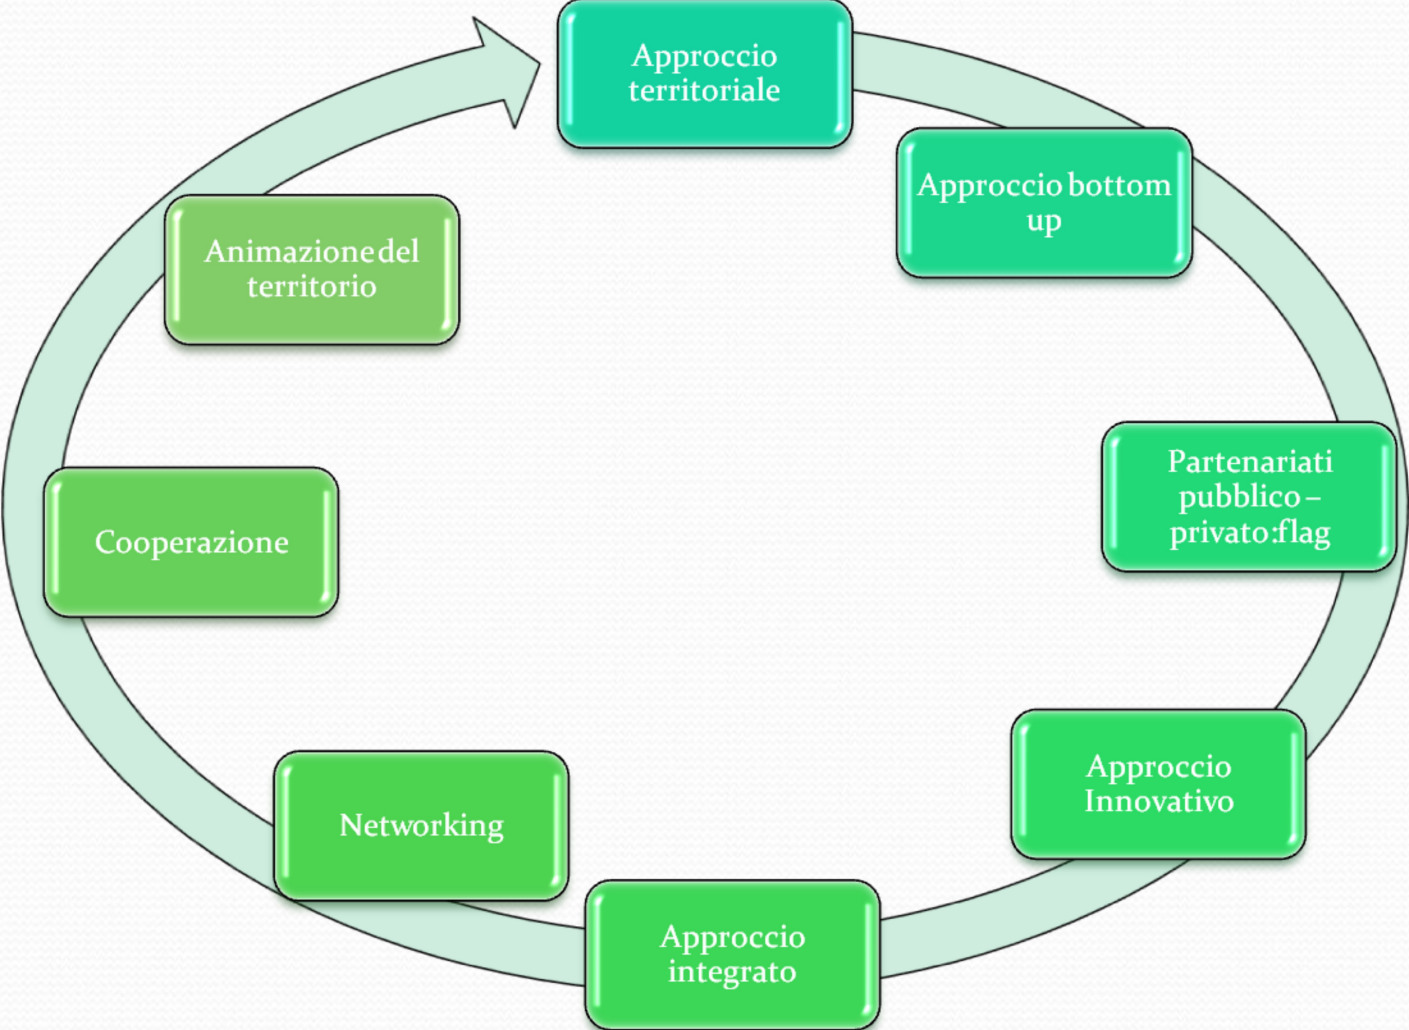 Approccio
territoriale
Approccio bottom
up
Partenariati
pubblico –
privato:flag
Approccio
Innovativo
Approccio
integrato
Networking
Cooperazione
Animazione del
territorio